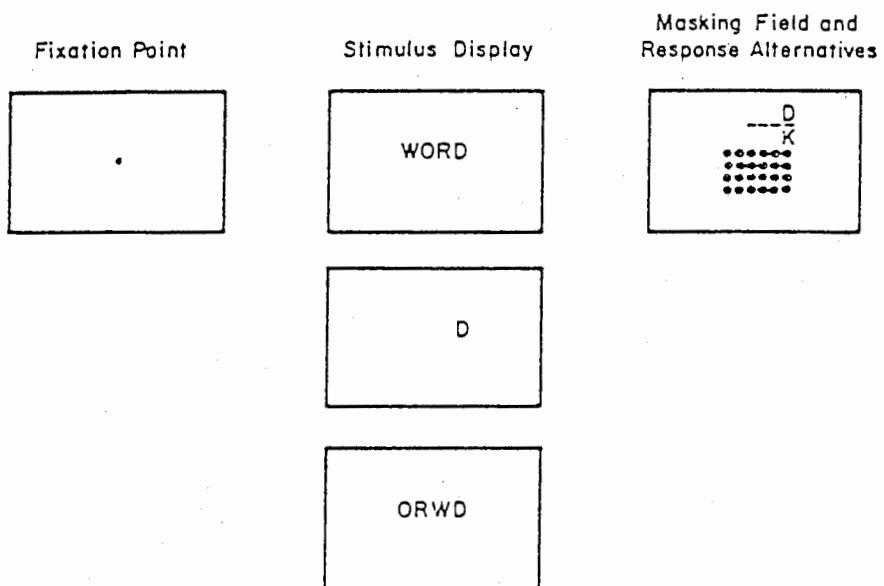 Fixation Point
Stimulus Display
Masking Field and
Response Alternatives
WORD
---D
K
D
ORWD